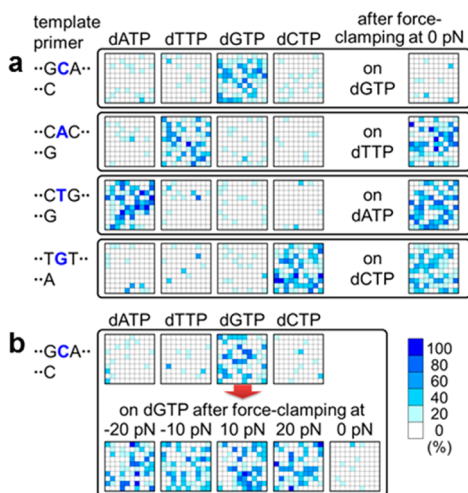 template
primer
dATP dTTP dGTP dCTP
after force-
clamping at 0 pN
a
··GCA··
··C
on
dGTP
··CAC··
··G
on
dTTP
··CTG··
··G
on
dATP
··TGT··
··A
on
dCTP
b
dATP dTTP dGTP dCTP
··GCA··
··C
on dGTP after force-clamping at
-20 pN -10 pN 10 pN 20 pN 0 pN
100
80
60
40
20
0
(%)